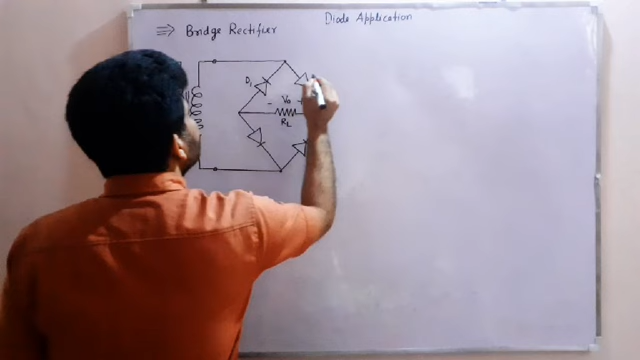 Diode Application
⇒ Bridge Rectifier
D1
- Vo +
RL